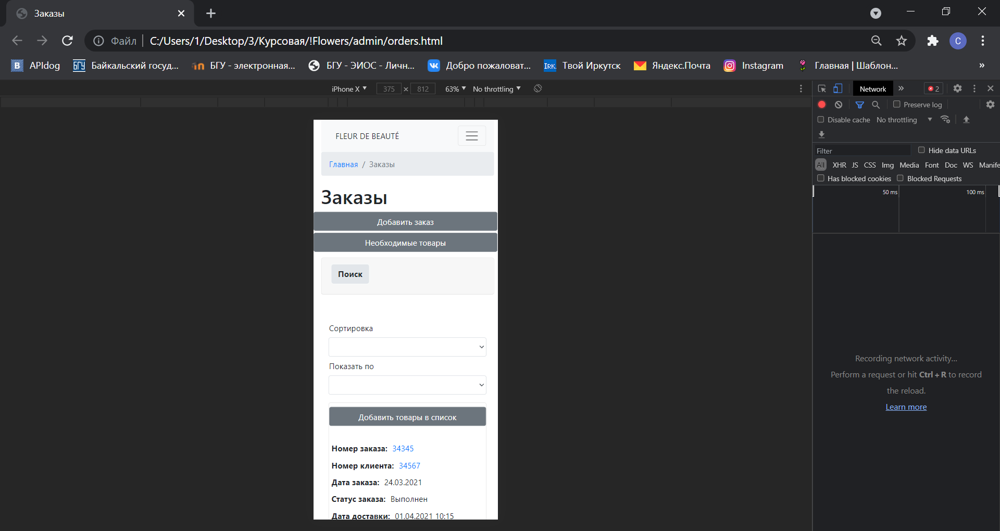 Заказы
Файл C:/Users/1/Desktop/3/Курсовая/!Flowers/admin/orders.html
C
B APIdog БГУ Байкальский госуд... БГУ - электронная... БГУ - ЭИОС - Личн... Добро пожаловат... IRK. Твой Иркутск Яндекс.Почта Instagram Главная | Шаблон... »
iPhone X 375 × 812 63% No throttling
Network » 2
Preserve log
Disable cache No throttling
Filter Hide data URLs
All XHR JS CSS Img Media Font Doc WS Manife
Has blocked cookies Blocked Requests
50 ms 100 ms
Recording network activity...
Perform a request or hit Ctrl + R to record
the reload.
Learn more
FLEUR DE BEAUTÉ
Главная / Заказы
Заказы
Добавить заказ
Необходимые товары
Поиск
Сортировка
Показать по
Добавить товары в список
Номер заказа: 34345
Номер клиента: 34567
Дата заказа: 24.03.2021
Статус заказа: Выполнен
Дата доставки: 01.04.2021 10:15